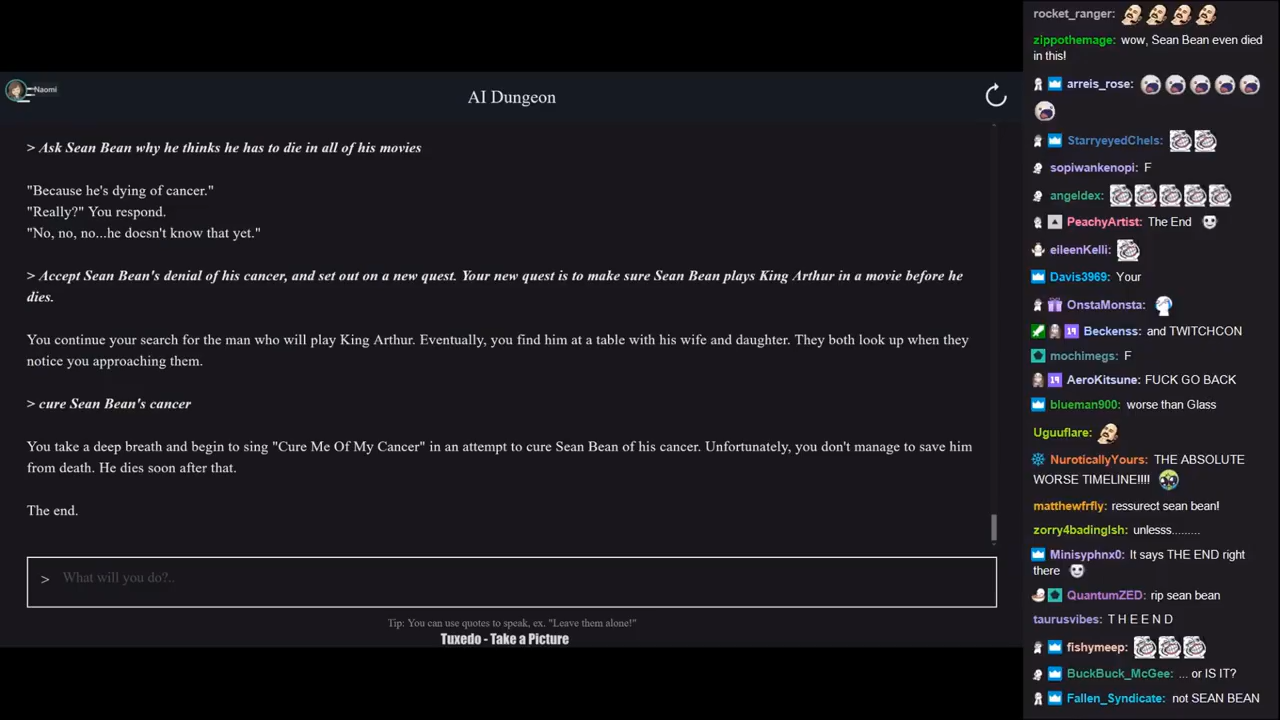 Naomi
AI Dungeon
> Ask Sean Bean why he thinks he has to die in all of his movies
"Because he's dying of cancer."
"Really?" You respond.
"No, no, no...he doesn't know that yet."
> Accept Sean Bean's denial of his cancer, and set out on a new quest. Your new quest is to make sure Sean Bean plays King Arthur in a movie before he
dies.
You continue your search for the man who will play King Arthur. Eventually, you find him at a table with his wife and daughter. They both look up when they
notice you approaching them.
> cure Sean Bean's cancer
You take a deep breath and begin to sing "Cure Me Of My Cancer" in an attempt to cure Sean Bean of his cancer. Unfortunately, you don't manage to save him
from death. He dies soon after that.
The end.
> What will you do?..
Tip: You can use quotes to speak, ex. "Leave them alone!"
Tuxedo - Take a Picture
rocket_ranger:
zippothemage: wow, Sean Bean even died
in this!
arreis_rose:
StarryeyedChels:
sopiwankenopi: F
angeldex:
PeachyArtist: The End
eileenKelli:
Davis3969: Your
OnstaMonsta:
19 Beckenss: and TWITCHCON
mochimegs: F
19 AeroKitsune: FUCK GO BACK
blueman900: worse than Glass
Uguuflare:
NuroticallyYours: THE ABSOLUTE
WORSE TIMELINE!!!!
matthewfrfly: ressurect sean bean!
zorry4badinglsh: unlesss.........
Minisyphnx0: It says THE END right
there
QuantumZED: rip sean bean
taurusvibes: T H E E N D
fishymeep:
BuckBuck_McGee: ... or IS IT?
Fallen_Syndicate: not SEAN BEAN